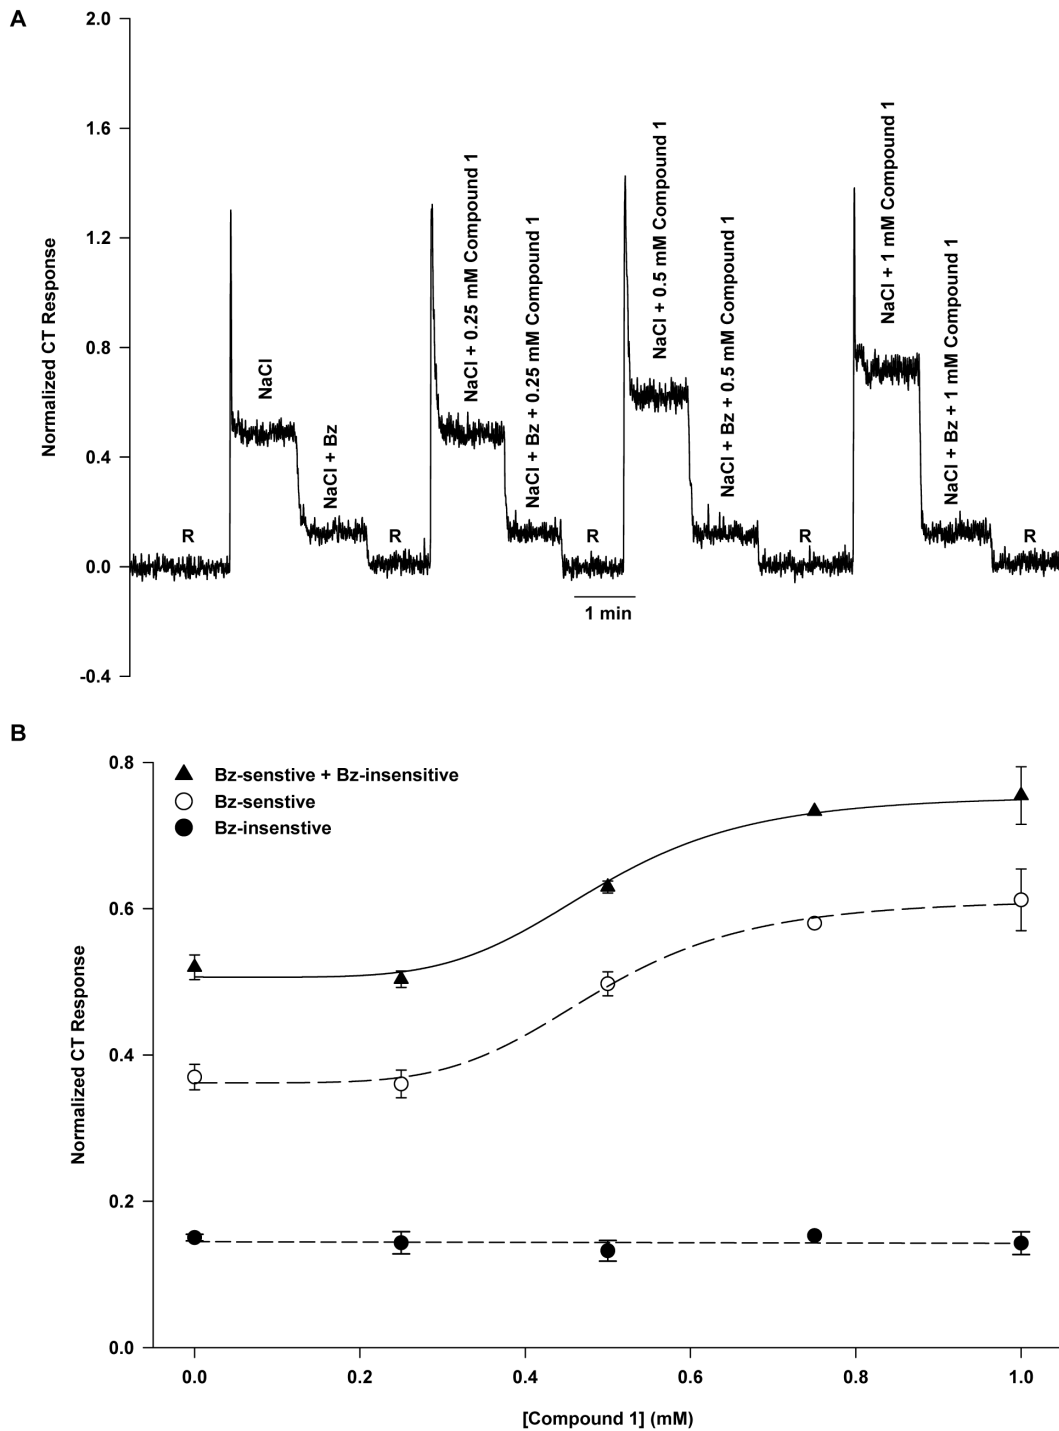 A
2.0
1.6
1.2
0.8
0.4
0.0
-0.4
Normalized CT Response
R
NaCl
NaCl + Bz
R
NaCl + 0.25 mM Compound 1
NaCl + Bz + 0.25 mM Compound 1
R
NaCl + 0.5 mM Compound 1
NaCl + Bz + 0.5 mM Compound 1
R
NaCl + 1 mM Compound 1
NaCl + Bz + 1 mM Compound 1
R
1 min
B
0.8
0.6
0.4
0.2
0.0
Normalized CT Response
Bz-senstive + Bz-insensitive
Bz-senstive
Bz-insenstive
0.0 0.2 0.4 0.6 0.8 1.0
[Compound 1] (mM)